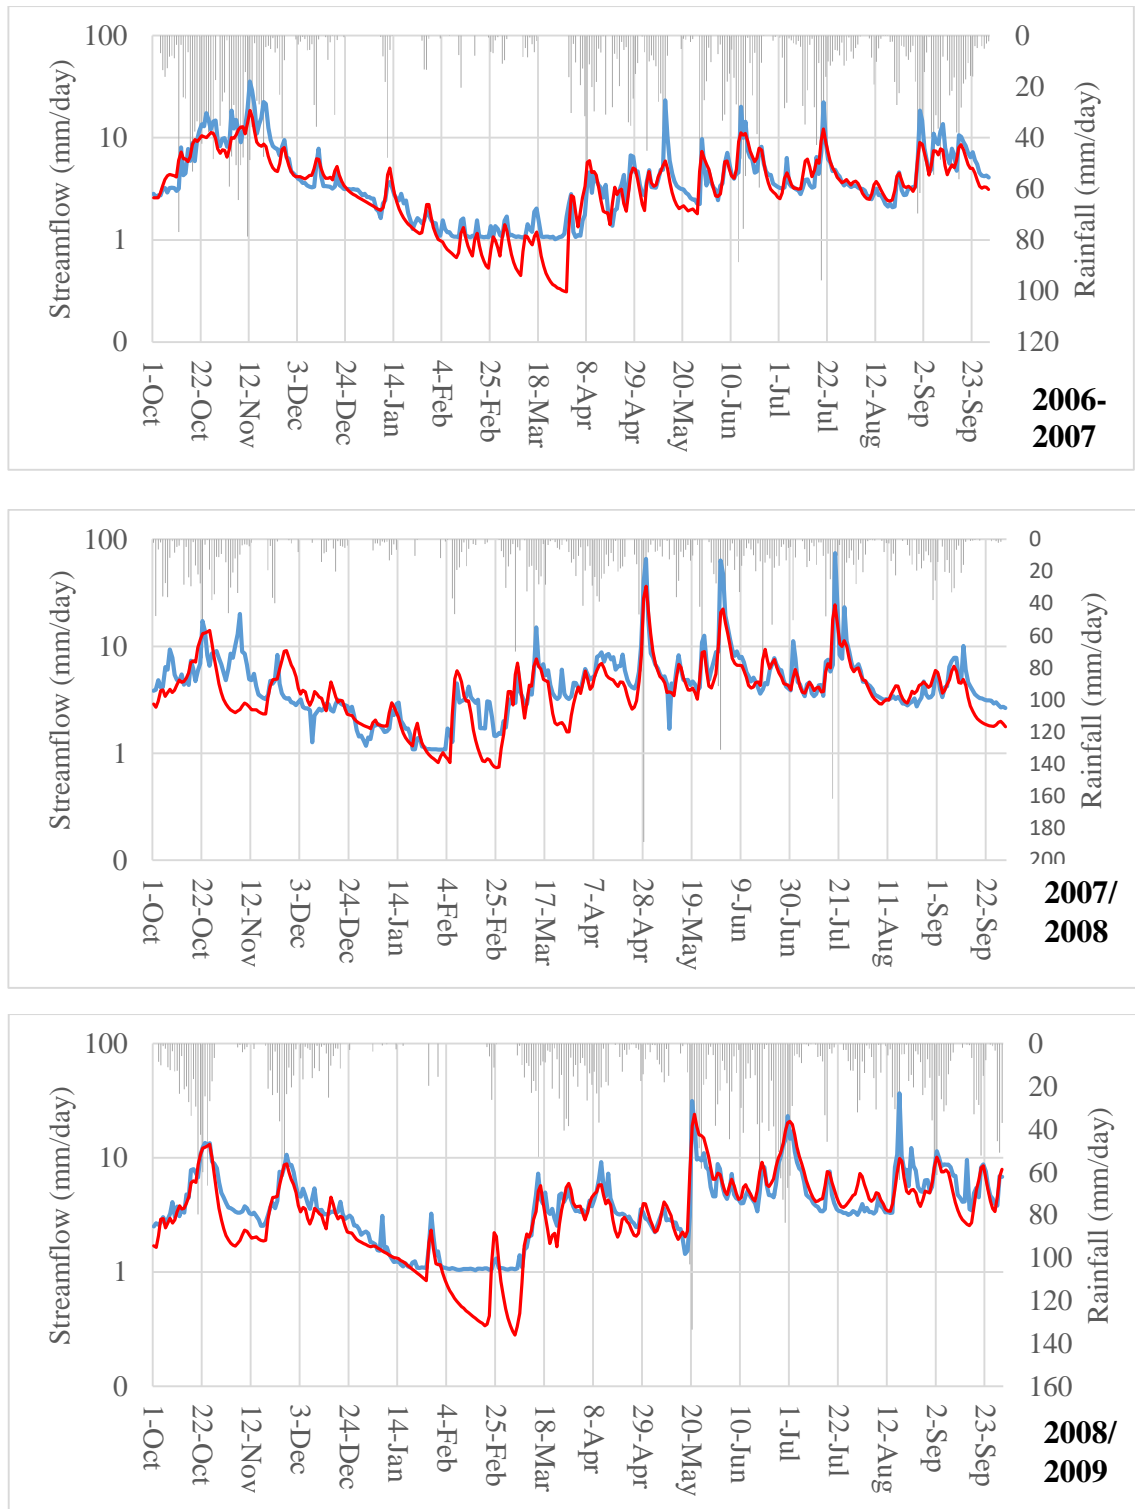 100
10
1
0
Streamflow (mm/day)
0
20
40
60
80
100
120
Rainfall (mm/day)
1-Oct
22-Oct
12-Nov
3-Dec
24-Dec
14-Jan
4-Feb
25-Feb
18-Mar
8-Apr
29-Apr
20-May
10-Jun
1-Jul
22-Jul
12-Aug
2-Sep
23-Sep
2006-
2007
100
10
1
0
Streamflow (mm/day)
0
20
40
60
80
100
120
140
160
180
200
Rainfall (mm/day)
1-Oct
22-Oct
12-Nov
3-Dec
24-Dec
14-Jan
4-Feb
25-Feb
17-Mar
7-Apr
28-Apr
19-May
9-Jun
30-Jun
21-Jul
11-Aug
1-Sep
22-Sep
2007/
2008
100
10
1
0
Streamflow (mm/day)
0
20
40
60
80
100
120
140
160
Rainfall (mm/day)
1-Oct
22-Oct
12-Nov
3-Dec
24-Dec
14-Jan
4-Feb
25-Feb
18-Mar
8-Apr
29-Apr
20-May
10-Jun
1-Jul
22-Jul
12-Aug
2-Sep
23-Sep
2008/
2009